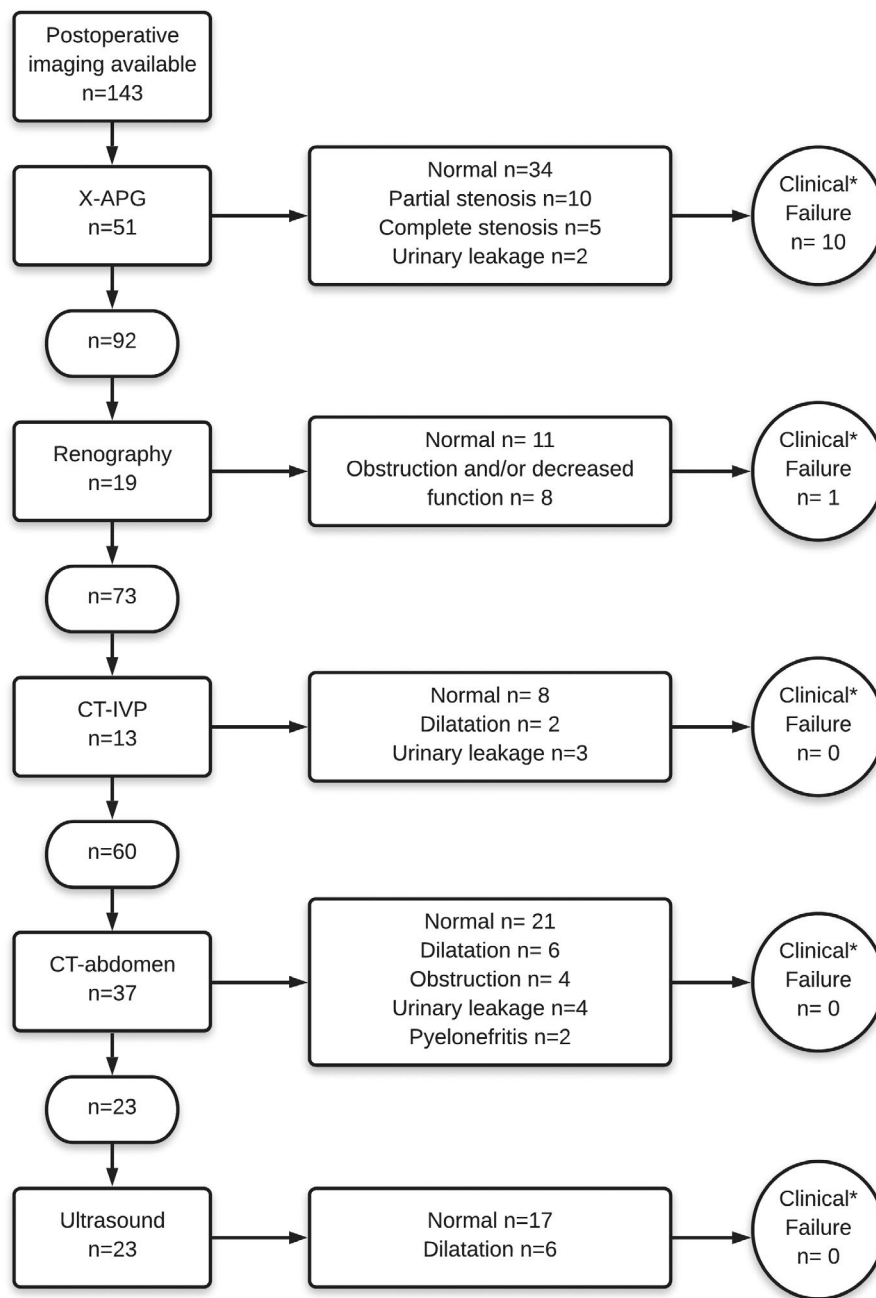 Postoperative
imaging available
n=143
X-APG
n=51
Normal n=34
Partial stenosis n=10
Complete stenosis n=5
Urinary leakage n=2
Clinical*
Failure
n= 10
n=92
Renography
n=19
Normal n= 11
Obstruction and/or decreased
function n= 8
Clinical*
Failure
n= 1
n=73
CT-IVP
n=13
Normal n= 8
Dilatation n= 2
Urinary leakage n=3
Clinical*
Failure
n= 0
n=60
CT-abdomen
n=37
Normal n= 21
Dilatation n= 6
Obstruction n= 4
Urinary leakage n=4
Pyelonefritis n=2
Clinical*
Failure
n= 0
n=23
Ultrasound
n=23
Normal n=17
Dilatation n=6
Clinical*
Failure
n= 0